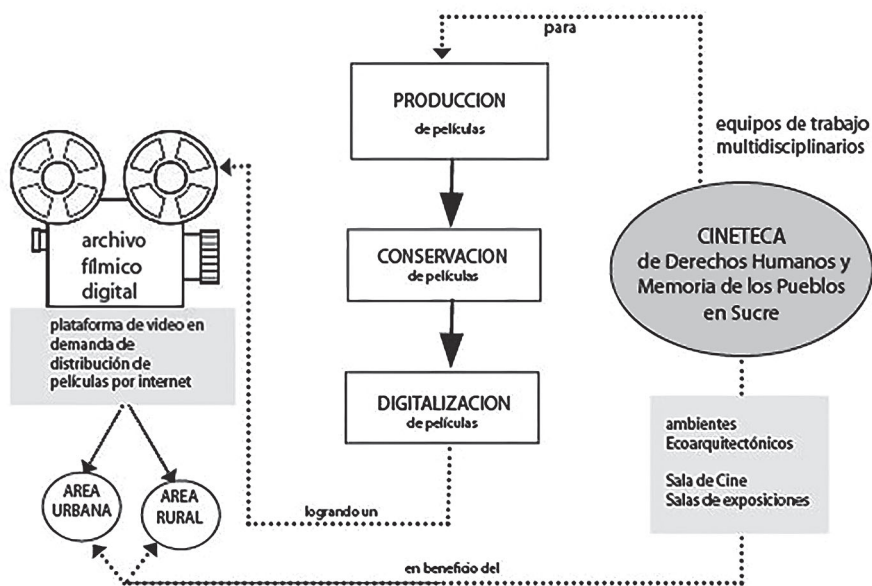 para
PRODUCCION
de películas
equipos de trabajo
multidisciplinarios
archivo
fílmico
digital
CONSERVACION
de películas
CINETECA
de Derechos Humanos y
Memoria de los Pueblos
en Sucre
plataforma de video en
demanda de
distribución de
películas por internet
DIGITALIZACION
de películas
ambientes
Ecoarquitectónicos
Sala de Cine
Salas de exposiciones
AREA
URBANA
AREA
RURAL
logrando un
en beneficio del